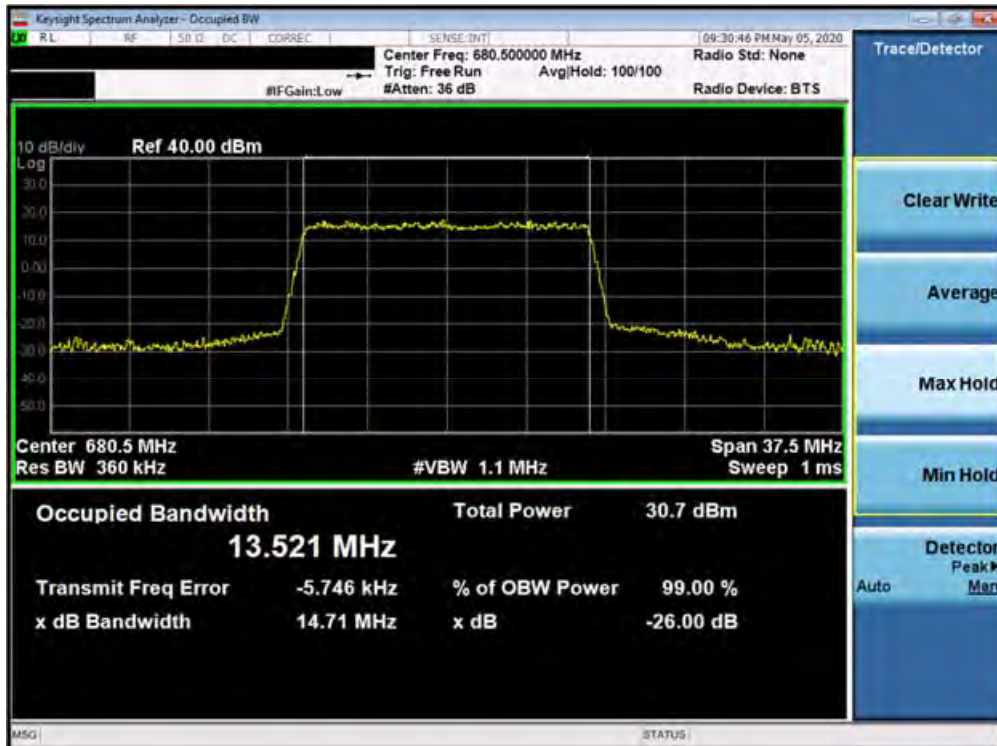 Keysight Spectrum Analyzer - Occupied BW
RL RF 50 Ω DC CORREC SENSE:INT 09:30:46 PM May 05, 2020
Center Freq: 680.500000 MHz Radio Std: None
Trig: Free Run Avg|Hold: 100/100
#IFGain:Low #Atten: 36 dB Radio Device: BTS
Trace/Detector
10 dB/div Ref 40.00 dBm
Log
30.0
20.0
10.0
0.00
-10.0
-20.0
-30.0
-40.0
-50.0
Center 680.5 MHz Span 37.5 MHz
Res BW 360 kHz #VBW 1.1 MHz Sweep 1 ms
Occupied Bandwidth Total Power 30.7 dBm
13.521 MHz
Transmit Freq Error -5.746 kHz % of OBW Power 99.00 %
x dB Bandwidth 14.71 MHz x dB -26.00 dB
Clear Write
Average
Max Hold
Min Hold
Detector
Peak▶
Auto Man
MSG STATUS